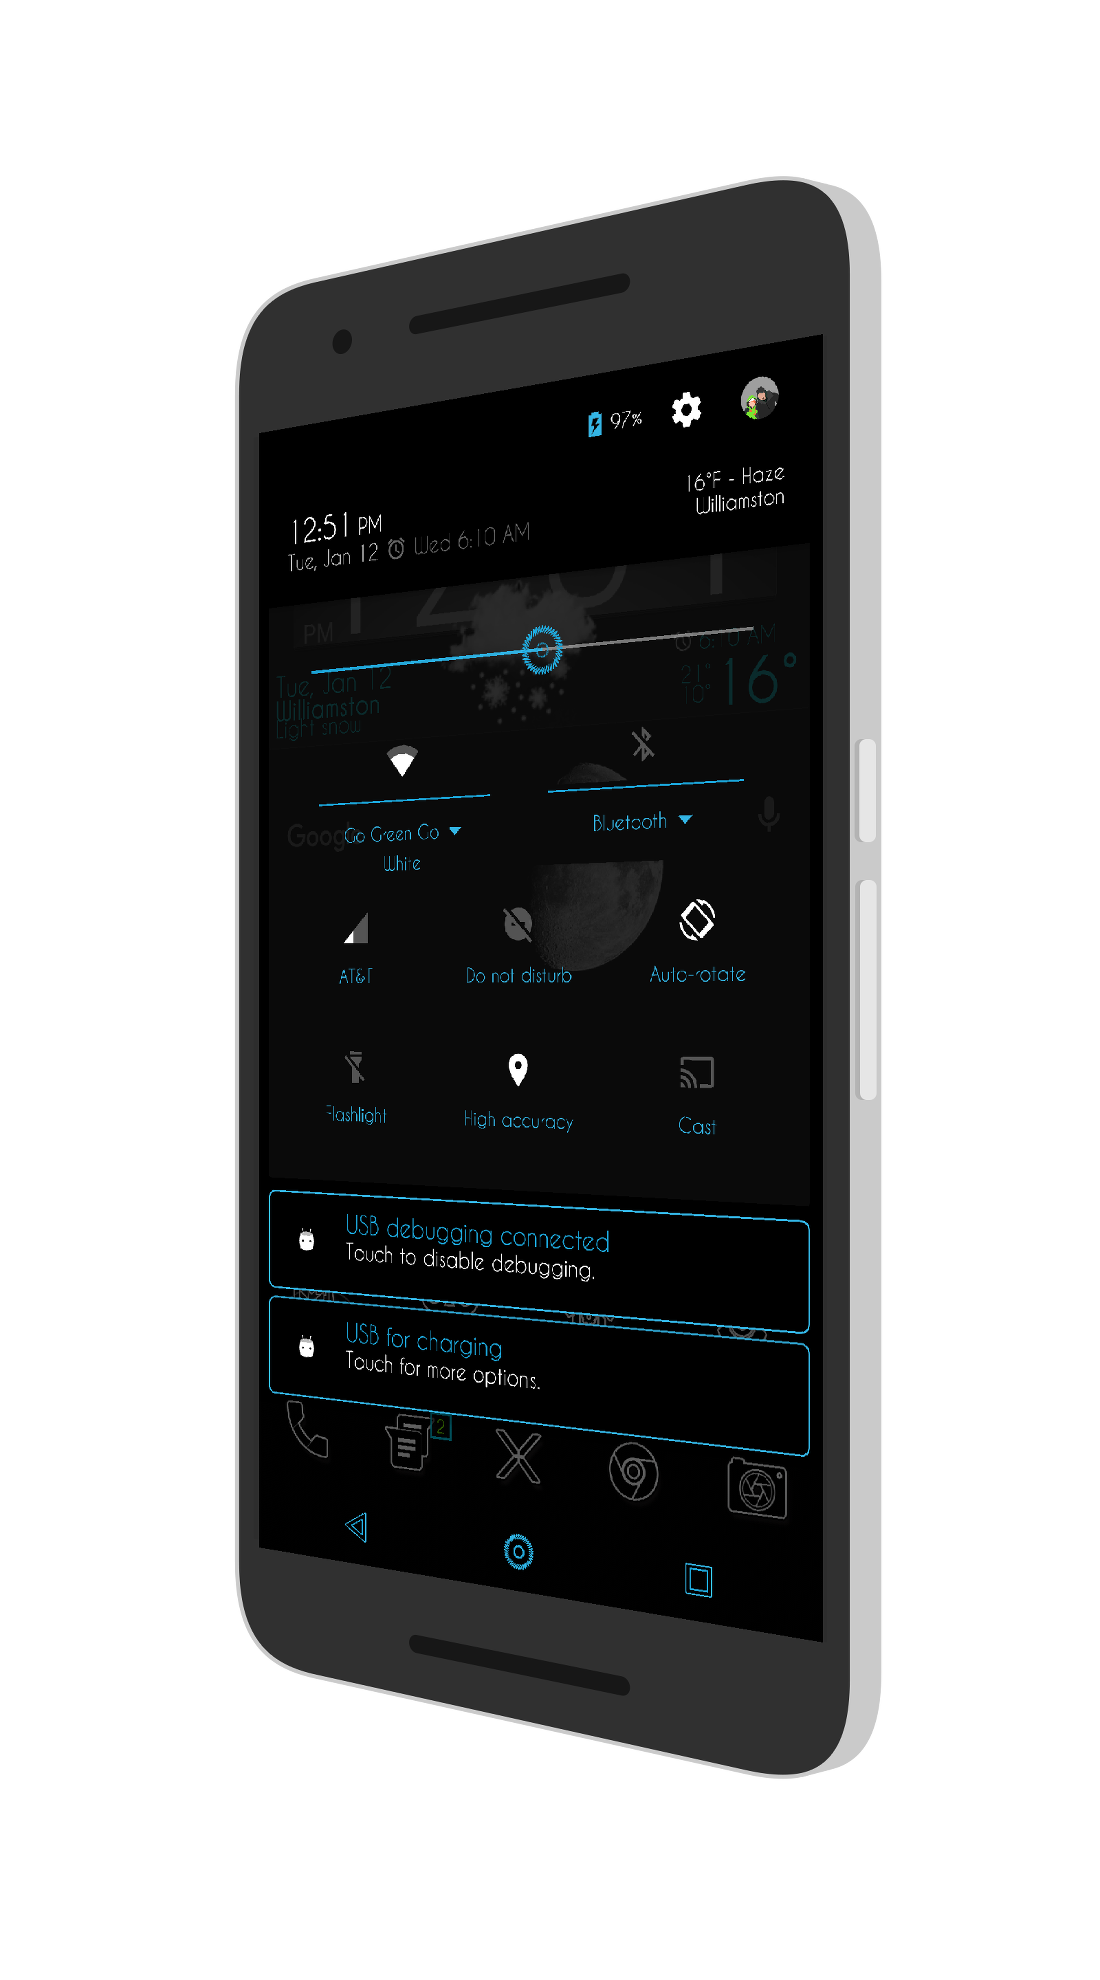 97%
16°F - Haze
Williamston
12:51 PM
Tue, Jan 12 Wed 6:10 AM
PM
6:10 AM
Tue, Jan 12
21°
10° 16°
Williamston
Light snow
Go Green Go
White
Bluetooth
AT&T
Do not disturb
Auto-rotate
Flashlight
High accuracy
Cast
USB debugging connected
Touch to disable debugging.
USB for charging
Touch for more options.
2